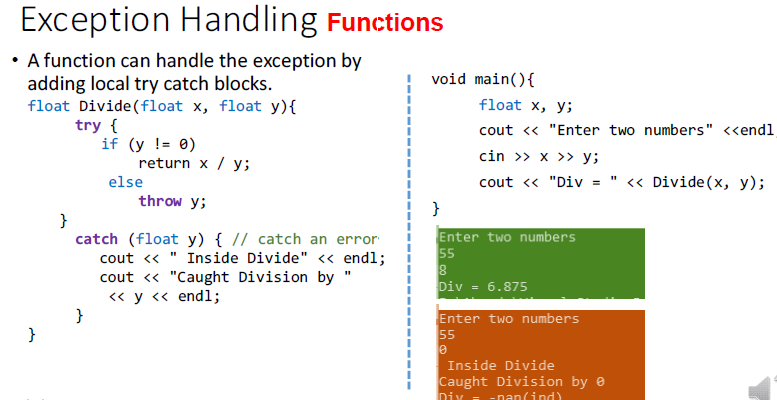 Exception Handling Functions
• A function can handle the exception by
adding local try catch blocks.
float Divide(float x, float y){
try {
if (y != 0)
return x / y;
else
throw y;
}
catch (float y) { // catch an error
cout << " Inside Divide" << endl;
cout << "Caught Division by "
<< y << endl;
}
}
void main(){
float x, y;
cout << "Enter two numbers" <<endl;
cin >> x >> y;
cout << "Div = " << Divide(x, y);
}
Enter two numbers
55
8
Div = 6.875
Enter two numbers
55
0
Inside Divide
Caught Division by 0
Div = -nan(ind)